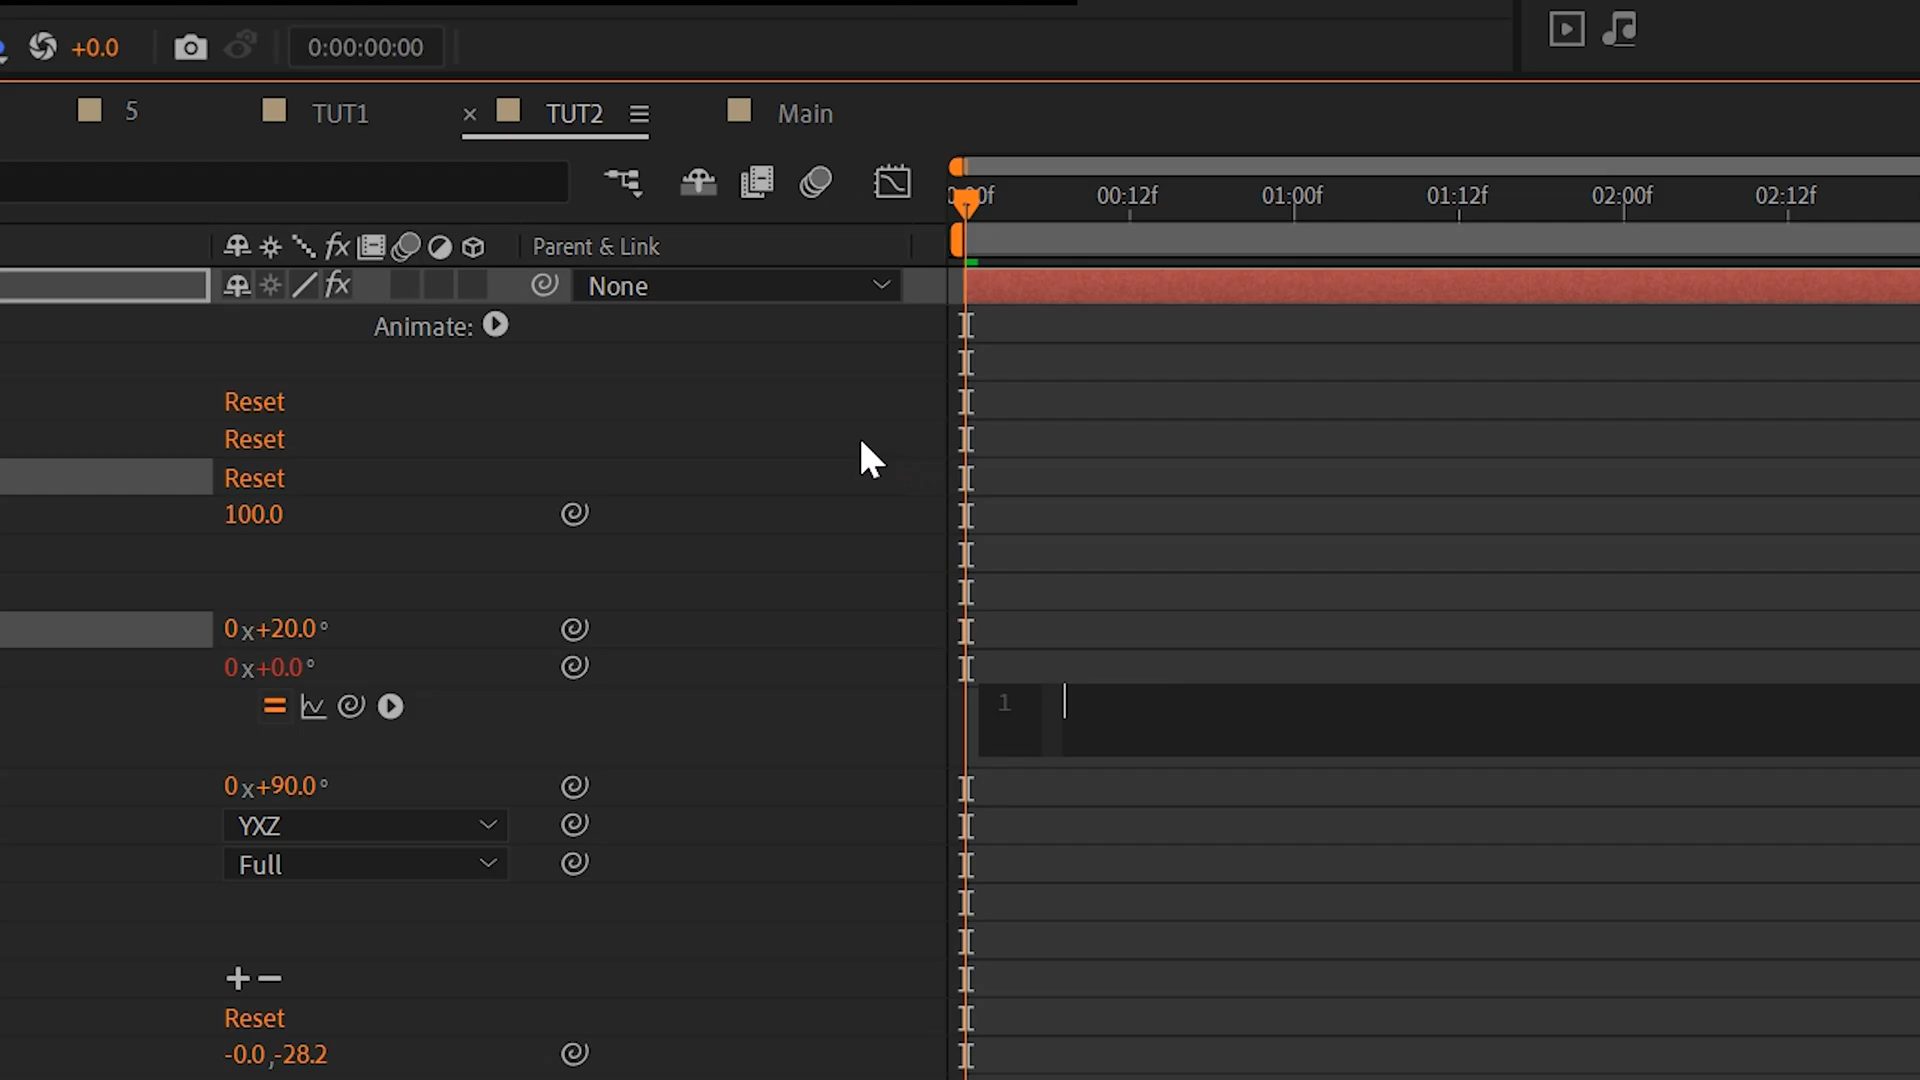 +0.0 0:00:00:00
5 TUT1 × TUT2 Main
00:12f 01:00f 01:12f 02:00f 02:12f
fx Parent & Link
fx None
Animate:
Reset
Reset
Reset
100.0
0x+20.0°
0x+0.0°
1
0x+90.0°
YXZ
Full
Reset
-0.0,-28.2